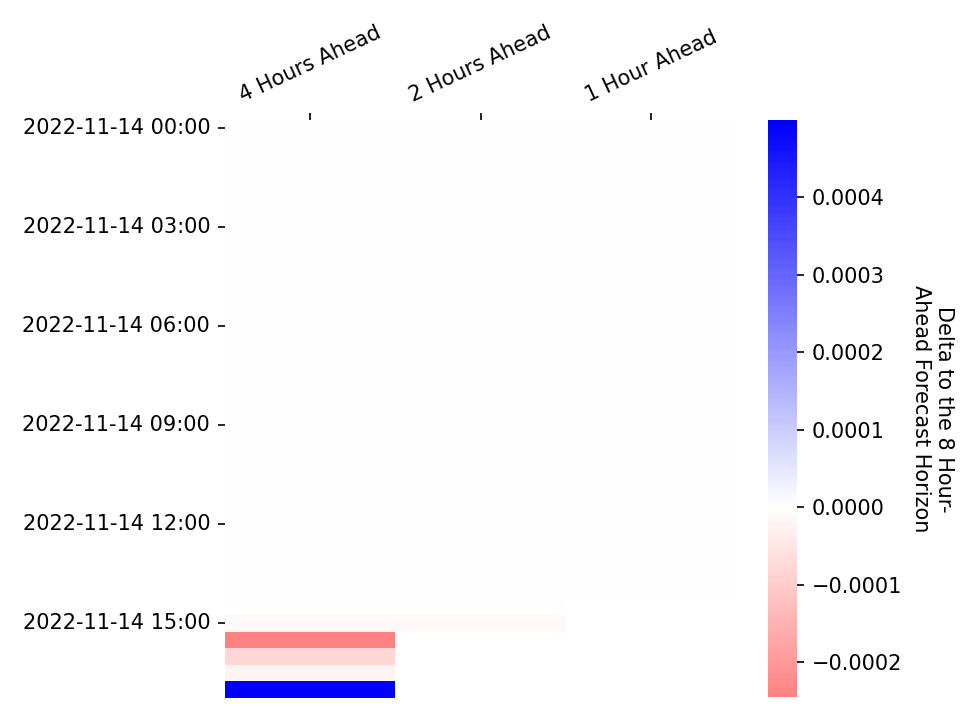 4 Hours Ahead
2 Hours Ahead
1 Hour Ahead
2022-11-14 00:00
2022-11-14 03:00
2022-11-14 06:00
2022-11-14 09:00
2022-11-14 12:00
2022-11-14 15:00
0.0004
0.0003
0.0002
0.0001
0.0000
−0.0001
−0.0002
Delta to the 8 Hour-
Ahead Forecast Horizon